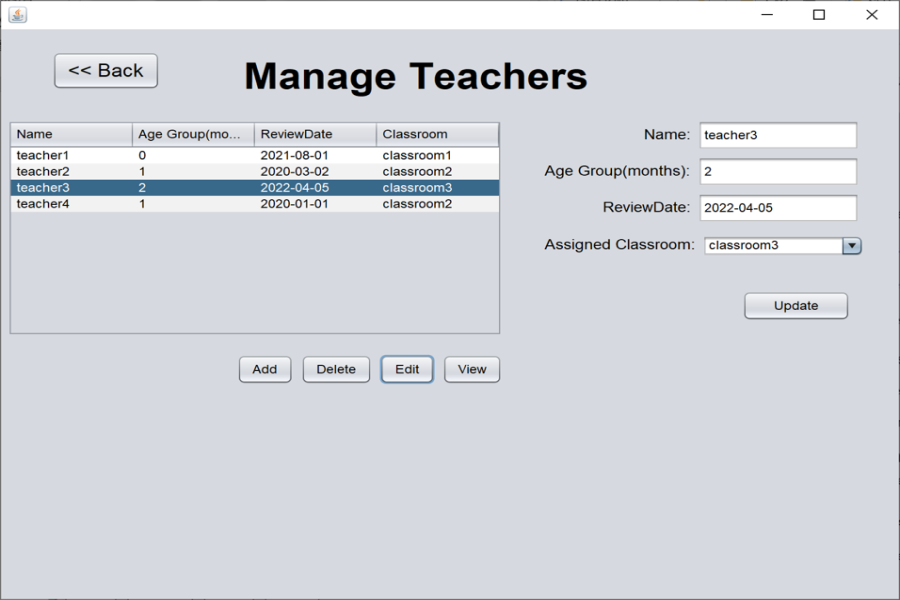 << Back
Manage Teachers
Name Age Group(mo... ReviewDate Classroom
teacher1 0 2021-08-01 classroom1
teacher2 1 2020-03-02 classroom2
teacher3 2 2022-04-05 classroom3
teacher4 1 2020-01-01 classroom2
Add Delete Edit View
Name: teacher3
Age Group(months): 2
ReviewDate: 2022-04-05
Assigned Classroom: classroom3
Update